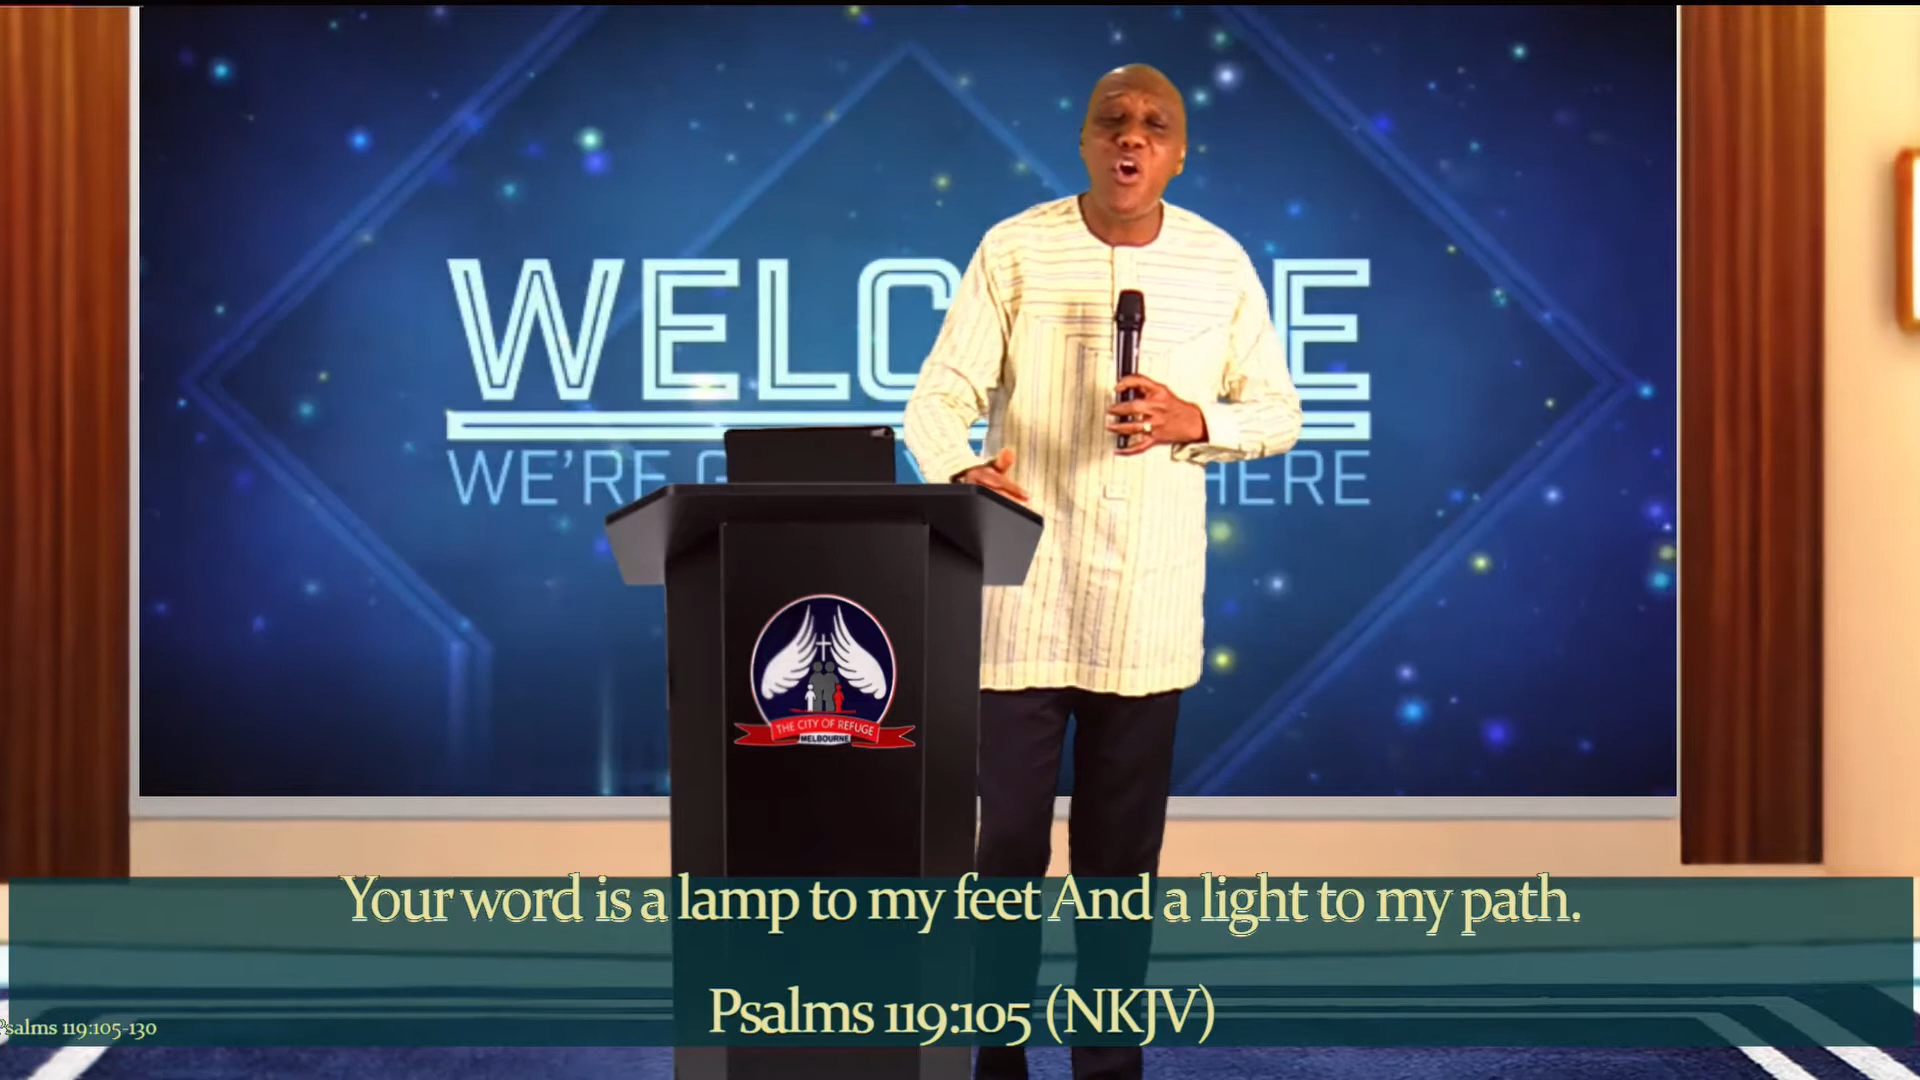 WELC E
WE'RE HERE
THE CITY OF REFUGE
MELBOURNE
Your word is a lamp to my feet And a light to my path.
Psalms 119:105 (NKJV)
Psalms 119:105-130